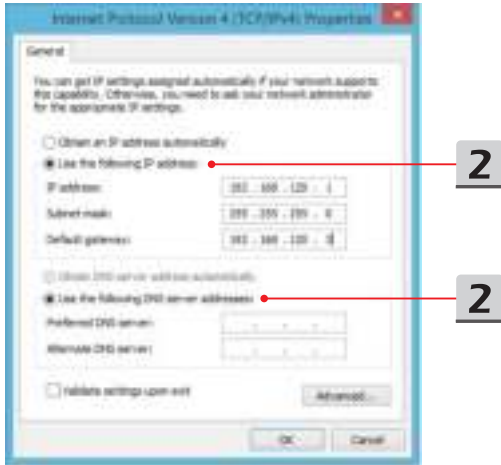 Internet Protocol Version 4 (TCP/IPv4) Properties
General
You can get IP settings assigned automatically if your network supports
this capability. Otherwise, you need to ask your network administrator
for the appropriate IP settings.
Obtain an IP address automatically
Use the following IP address:
2
IP address:
Subnet mask: 255 . 255 . 255 . 0
Default gateway:
Obtain DNS server address automatically
Use the following DNS server addresses:
2
Preferred DNS server:
Alternate DNS server:
Validate settings upon exit
Advanced...
OK Cancel